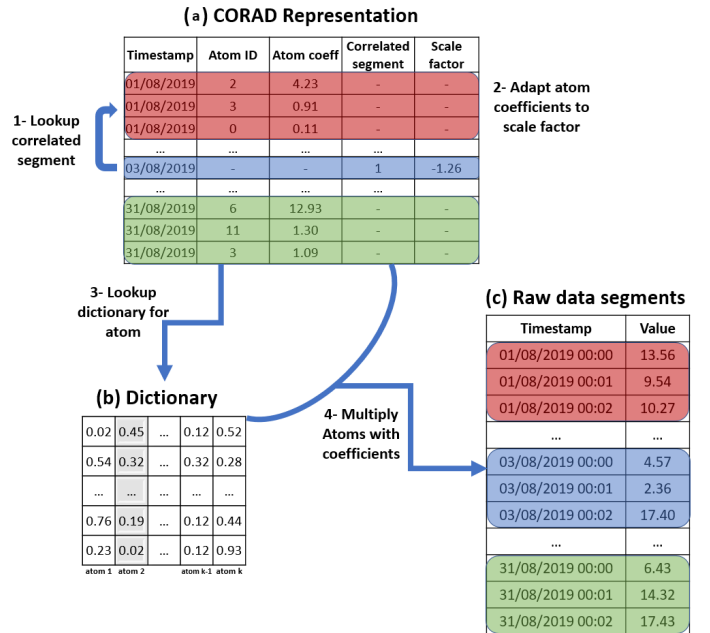 (a) CORAD Representation
Timestamp Atom ID Atom coeff Correlated segment Scale factor
01/08/2019 2 4.23 - -
01/08/2019 3 0.91 - -
01/08/2019 0 0.11 - -
... ... ... ...
03/08/2019 - - 1 -1.26
... ... ... ...
31/08/2019 6 12.93 - -
31/08/2019 11 1.30 - -
31/08/2019 3 1.09 - -
1- Lookup
correlated
segment
2- Adapt atom
coefficients to
scale factor
3- Lookup
dictionary for
atom
(b) Dictionary
0.02 0.45 ... 0.12 0.52
0.54 0.32 ... 0.32 0.28
... ... ... ... ...
0.76 0.19 ... 0.12 0.44
0.23 0.02 ... 0.12 0.93
atom 1 atom 2 atom k-1 atom k
4- Multiply
Atoms with
coefficients
(c) Raw data segments
Timestamp Value
01/08/2019 00:00 13.56
01/08/2019 00:01 9.54
01/08/2019 00:02 10.27
... ...
03/08/2019 00:00 4.57
03/08/2019 00:01 2.36
03/08/2019 00:02 17.40
... ...
31/08/2019 00:00 6.43
31/08/2019 00:01 14.32
31/08/2019 00:02 17.43